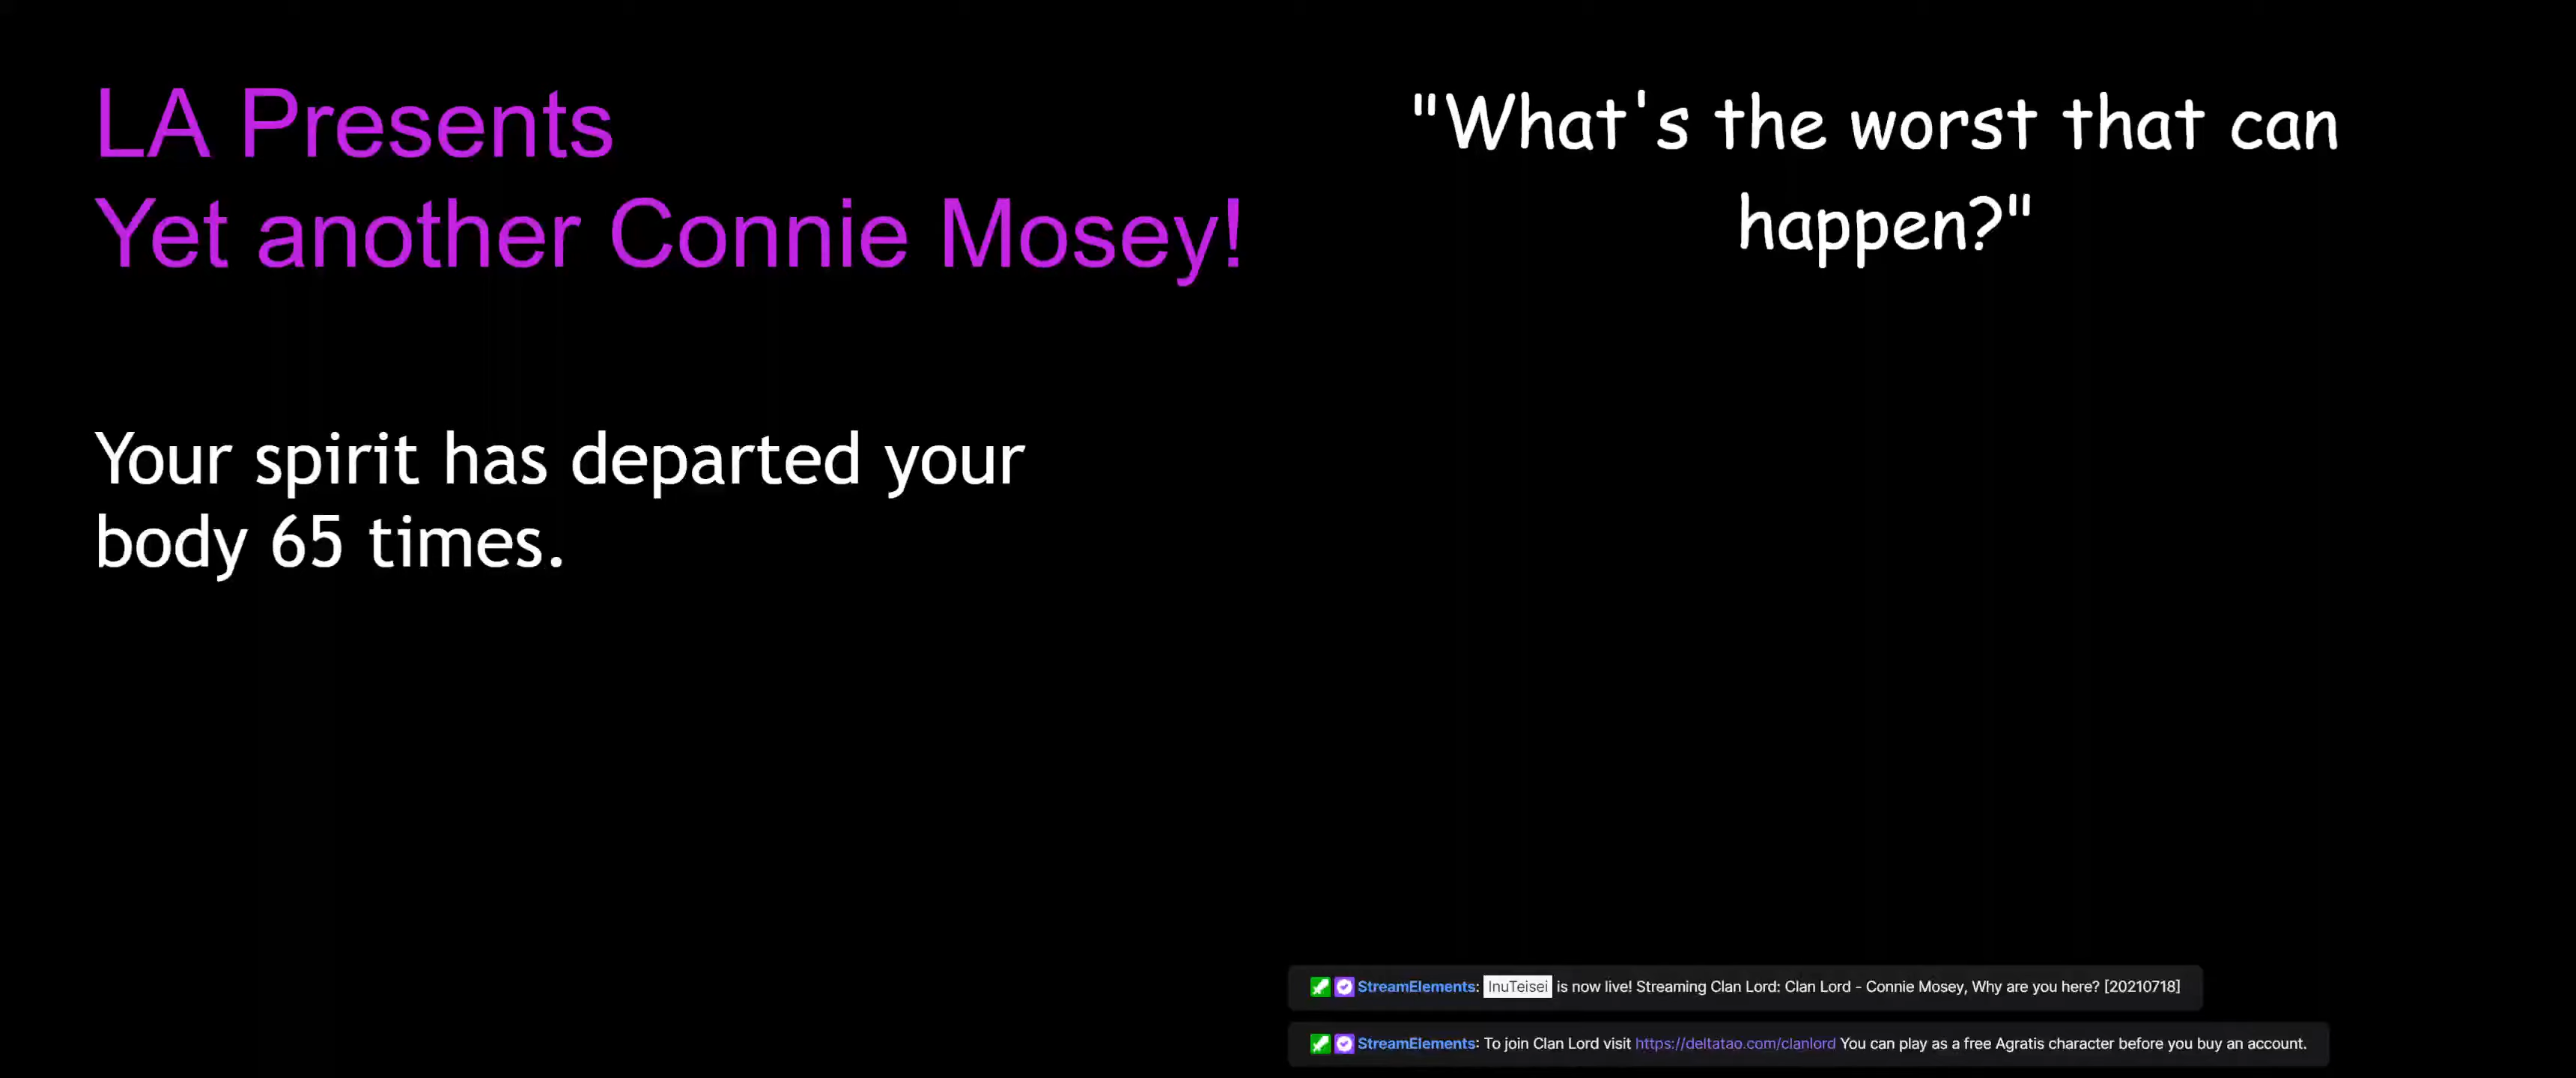 LA Presents
Yet another Connie Mosey!
"What's the worst that can
happen?"
Your spirit has departed your
body 65 times.
StreamElements: InuTeisei is now live! Streaming Clan Lord: Clan Lord - Connie Mosey, Why are you here? [20210718]
StreamElements: To join Clan Lord visit https://deltatao.com/clanlord You can play as a free Agratis character before you buy an account.